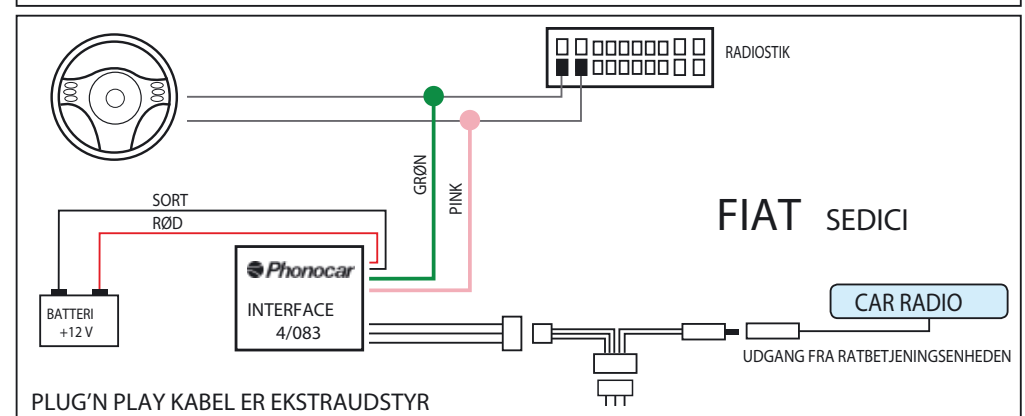 RADIOSTIK
GRØN
PINK
SORT
RØD
FIAT SEDICI
Phonocar
INTERFACE
4/083
BATTERI
+12 V
CAR RADIO
UDGANG FRA RATBETJENINGSENHEDEN
PLUG'N PLAY KABEL ER EKSTRAUDSTYR